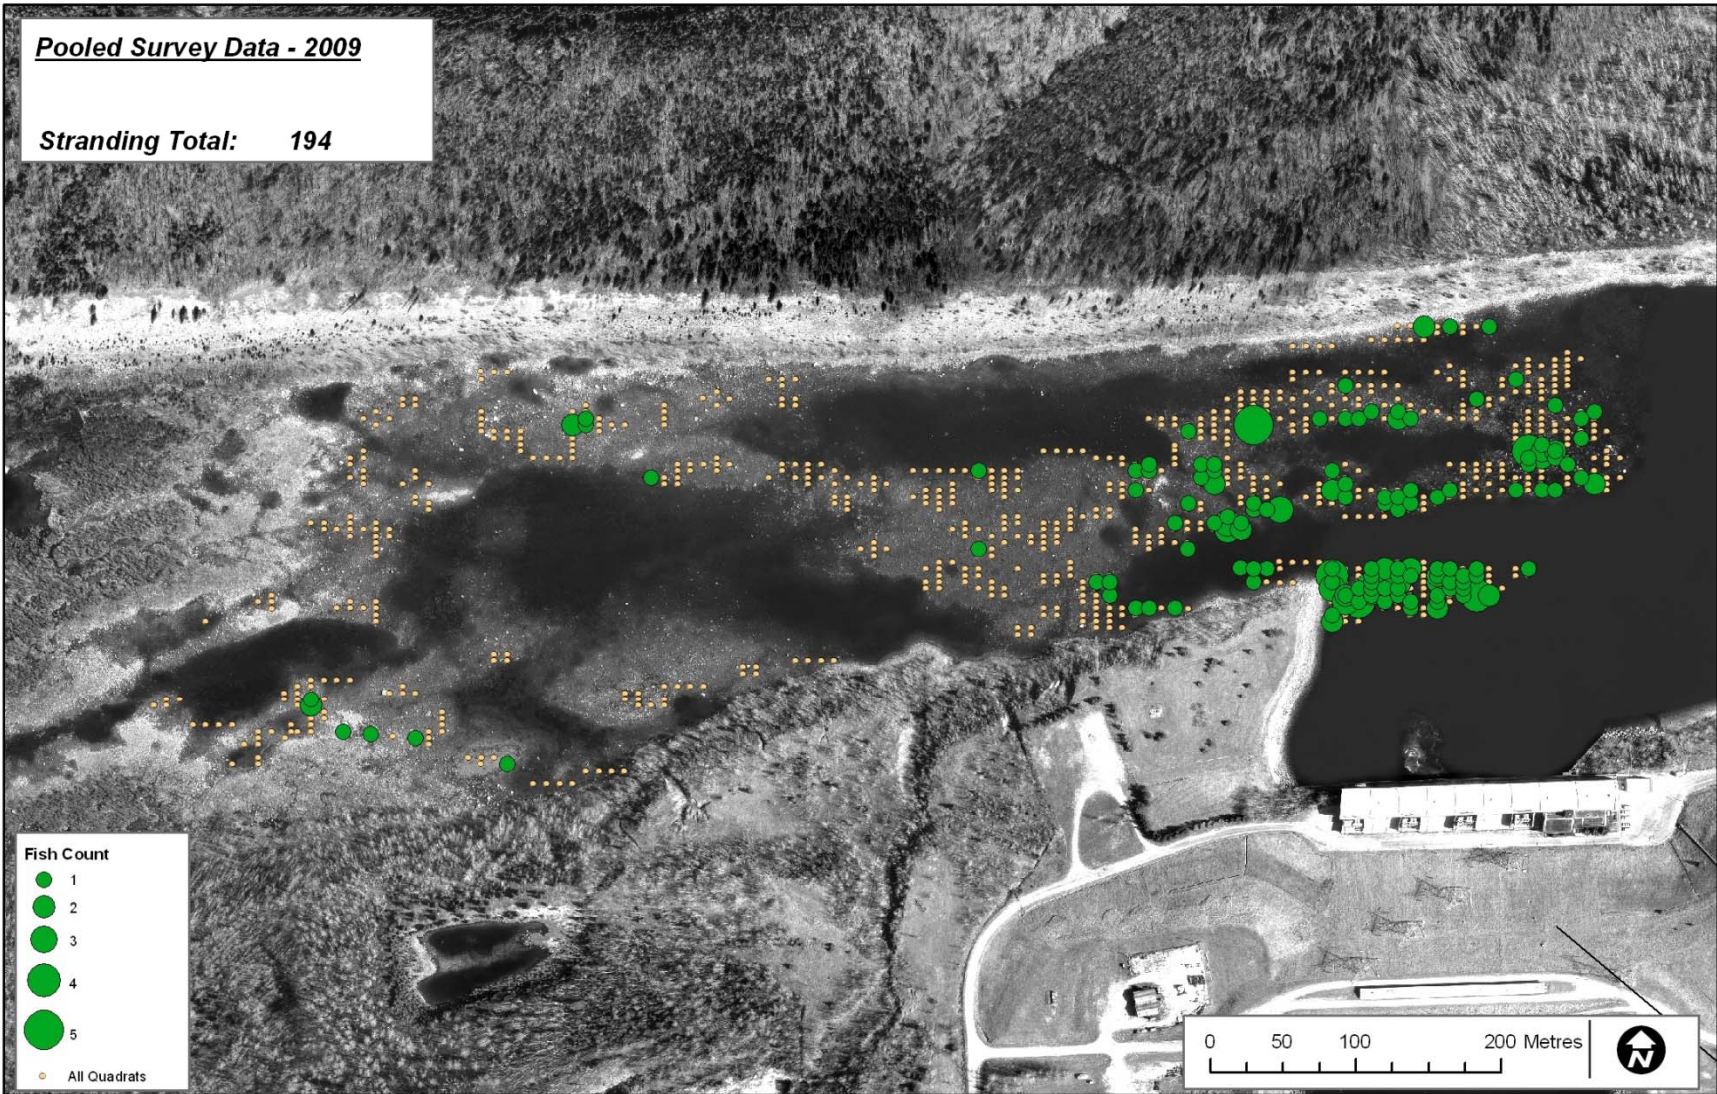 Pooled Survey Data - 2009
Stranding Total: 194
Fish Count
1
2
3
4
5
All Quadrats
0 50 100 200 Metres
N